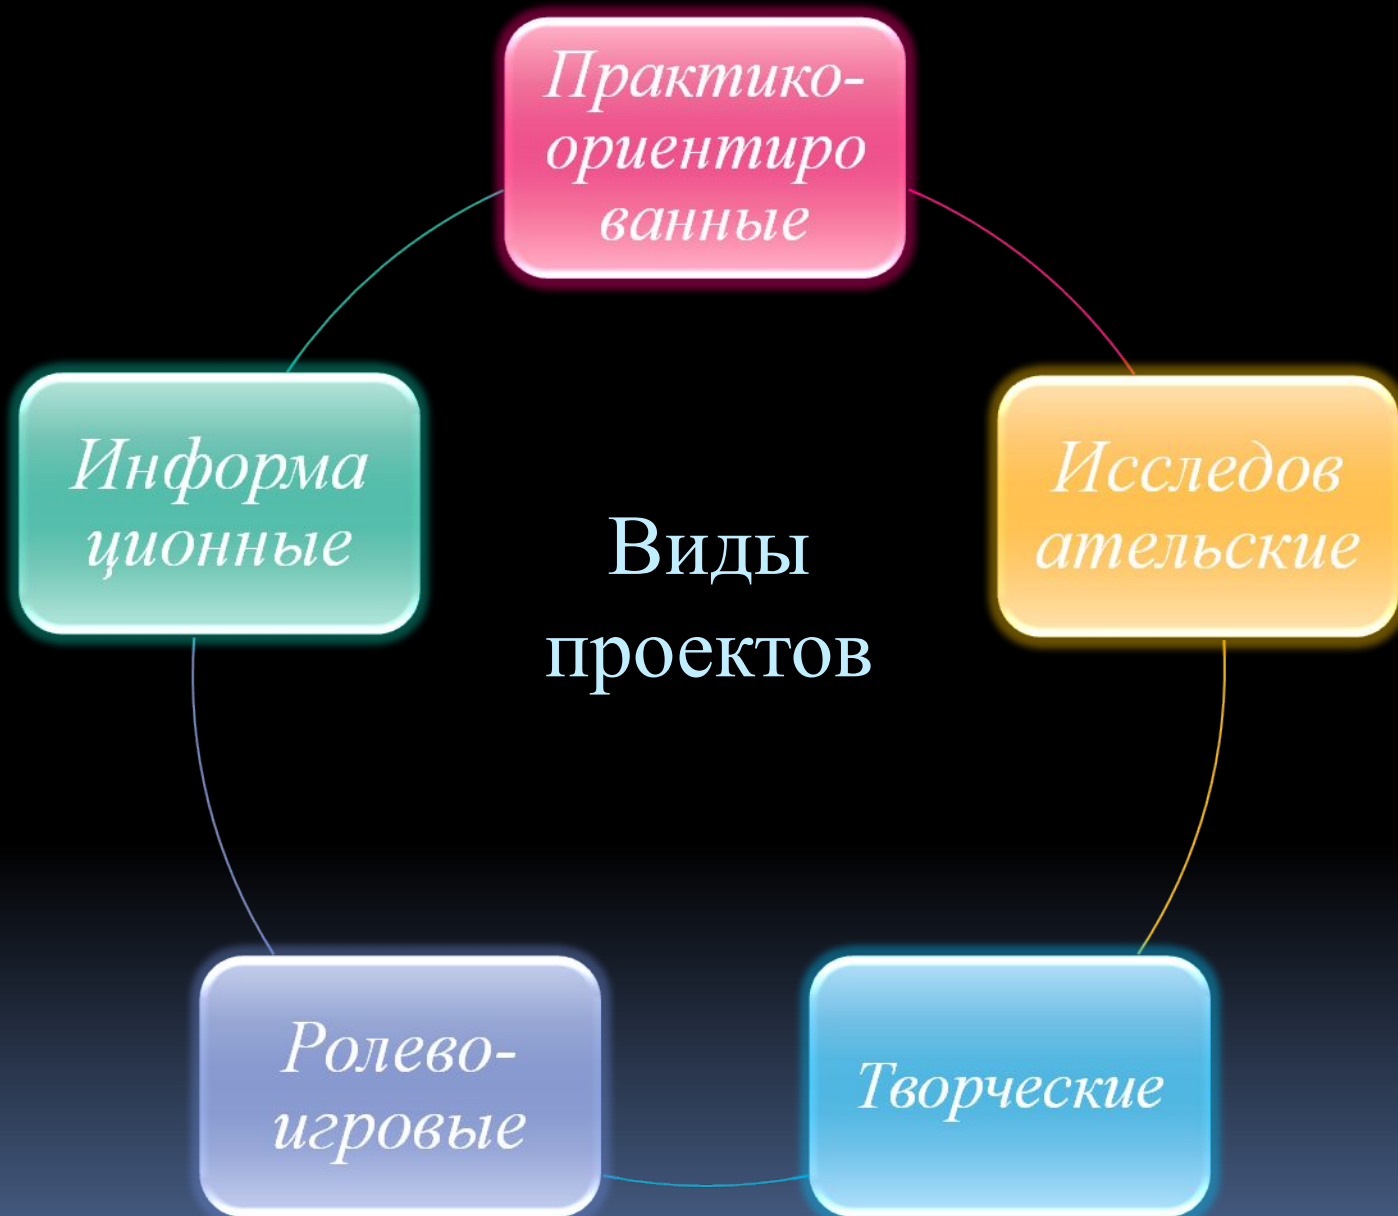 Практико-
ориентиро
ванные
Информа
ционные
Исследов
ательские
Виды
проектов
Ролево-
игровые
Творческие